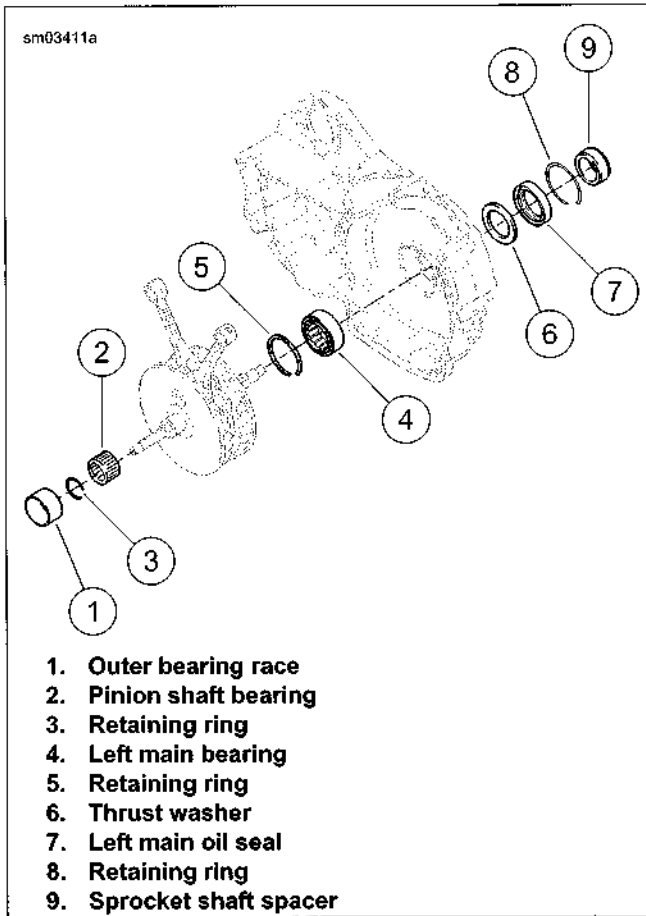 sm03411a
9
8
5
7
2
6
4
3
1
1. Outer bearing race
2. Pinion shaft bearing
3. Retaining ring
4. Left main bearing
5. Retaining ring
6. Thrust washer
7. Left main oil seal
8. Retaining ring
9. Sprocket shaft spacer